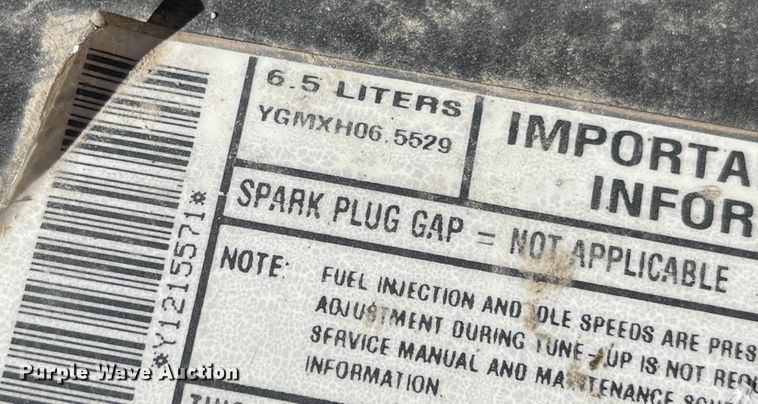 6.5 LITERS
YGMXH06.5529
IMPORTA
INFOR
SPARK PLUG GAP = NOT APPLICABLE
NOTE: FUEL INJECTION AND IDLE SPEEDS ARE PRES
ADJUSTMENT DURING TUNE-UP IS NOT REQU
SERVICE MANUAL AND MAINTENANCE SCHE
INFORMATION.
*Y1215571*
Purple Wave Auction